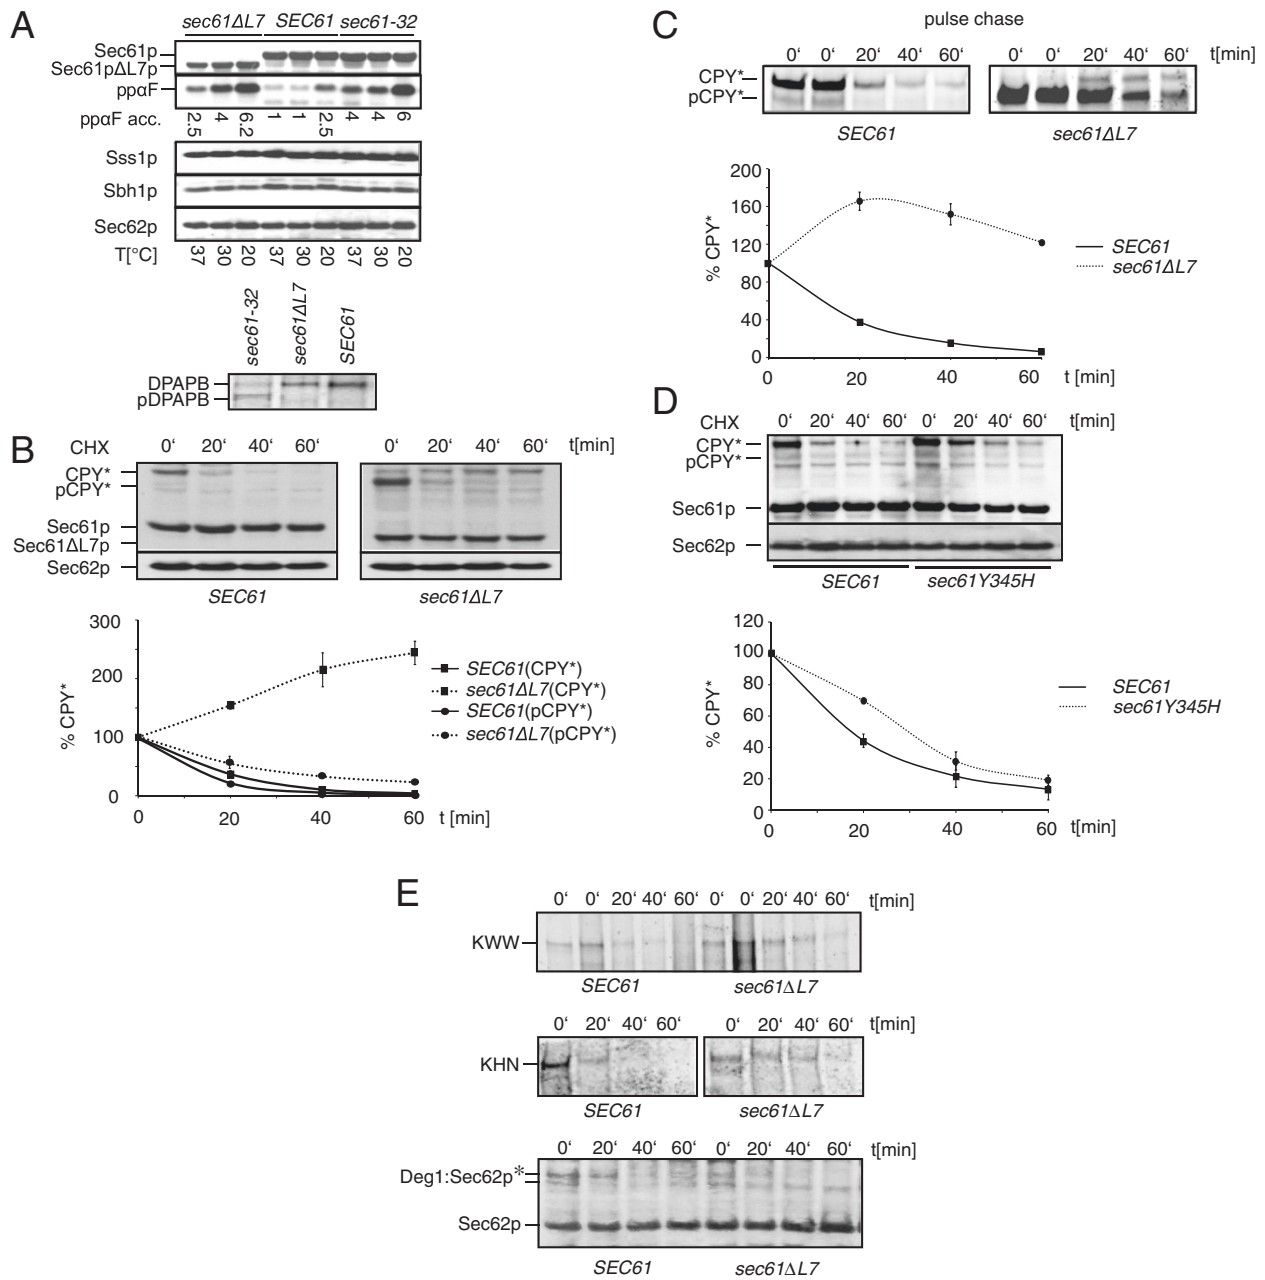 A
sec61ΔL7 SEC61 sec61-32
Sec61p
Sec61pΔL7p
ppαF
ppαF acc. 2.5 4 6.2 1 1 2.5 4 4 6
Sss1p
Sbh1p
Sec62p
T[°C] 37 30 20 37 30 20 37 30 20
sec61-32 sec61ΔL7 SEC61
DPAPB
pDPAPB
B
CHX 0‘ 20‘ 40‘ 60‘ 0‘ 20‘ 40‘ 60‘ t[min]
CPY*
pCPY*
Sec61p
Sec61ΔL7p
Sec62p
SEC61 sec61ΔL7
300
200
100
0
% CPY*
0 20 40 60 t [min]
SEC61(CPY*)
sec61ΔL7(CPY*)
SEC61(pCPY*)
sec61ΔL7(pCPY*)
C
pulse chase
0‘ 0‘ 20‘ 40‘ 60‘ 0‘ 0‘ 20‘ 40‘ 60‘ t[min]
CPY*
pCPY*
SEC61 sec61ΔL7
200
160
120
80
40
0
% CPY*
0 20 40 60 t [min]
SEC61
sec61ΔL7
D
CHX 0‘ 20‘ 40‘ 60‘ 0‘ 20‘ 40‘ 60‘ t[min]
CPY*
pCPY*
Sec61p
Sec62p
SEC61 sec61Y345H
120
100
80
60
40
20
0
% CPY*
0 20 40 60 t[min]
SEC61
sec61Y345H
E
0‘ 0‘ 20‘ 40‘ 60‘ 0‘ 0‘ 20‘ 40‘ 60‘ t[min]
KWW
SEC61 sec61ΔL7
0‘ 20‘ 40‘ 60‘ 0‘ 20‘ 40‘ 60‘ t[min]
KHN
SEC61 sec61ΔL7
0‘ 20‘ 40‘ 60‘ 0‘ 20‘ 40‘ 60‘ t[min]
Deg1:Sec62p*
Sec62p
SEC61 sec61ΔL7